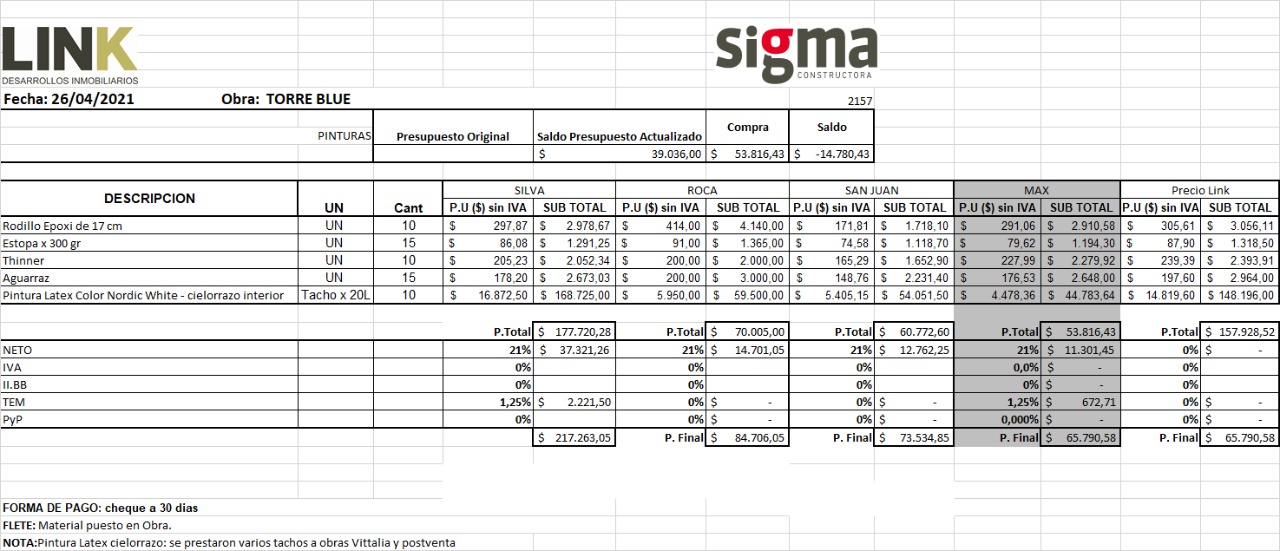 LINK
DESARROLLOS INMOBILIARIOS
sigma
CONSTRUCTORA
Fecha: 26/04/2021 Obra: TORRE BLUE 2157
PINTURAS Presupuesto Original Saldo Presupuesto Actualizado Compra Saldo
$ 39.036,00 $ 53.816,43 $ -14.780,43
DESCRIPCION UN Cant SILVA ROCA SAN JUAN MAX Precio Link
P.U ($) sin IVA SUB TOTAL P.U ($) sin IVA SUB TOTAL P.U ($) sin IVA SUB TOTAL P.U ($) sin IVA SUB TOTAL P.U ($) sin IVA SUB TOTAL
Rodillo Epoxi de 17 cm UN 10 $ 297,87 $ 2.978,67 $ 414,00 $ 4.140,00 $ 171,81 $ 1.718,10 $ 291,06 $ 2.910,58 $ 305,61 $ 3.056,11
Estopa x 300 gr UN 15 $ 86,08 $ 1.291,25 $ 91,00 $ 1.365,00 $ 74,58 $ 1.118,70 $ 79,62 $ 1.194,30 $ 87,90 $ 1.318,50
Thinner UN 10 $ 205,23 $ 2.052,34 $ 200,00 $ 2.000,00 $ 165,29 $ 1.652,90 $ 227,99 $ 2.279,92 $ 239,39 $ 2.393,91
Aguarraz UN 15 $ 178,20 $ 2.673,03 $ 200,00 $ 3.000,00 $ 148,76 $ 2.231,40 $ 176,53 $ 2.648,00 $ 197,60 $ 2.964,00
Pintura Latex Color Nordic White - cielorrazo interior Tacho x 20L 10 $ 16.872,50 $ 168.725,00 $ 5.950,00 $ 59.500,00 $ 5.405,15 $ 54.051,50 $ 4.478,36 $ 44.783,64 $ 14.819,60 $ 148.196,00
P.Total $ 177.720,28 P.Total $ 70.005,00 P.Total $ 60.772,60 P.Total $ 53.816,43 P.Total $ 157.928,52
NETO 21% $ 37.321,26 21% $ 14.701,05 21% $ 12.762,25 21% $ 11.301,45 0% $ -
IVA 0% 0% 0% 0,0% $ - 0%
II.BB 0% 0% 0% 0% $ - 0%
TEM 1,25% $ 2.221,50 0% $ - 0% $ - 1,25% $ 672,71 0% $ -
PyP 0% 0% $ - 0% $ - 0,000% $ - 0% $ -
$ 217.263,05 P. Final $ 84.706,05 P. Final $ 73.534,85 P. Final $ 65.790,58 P. Final $ 65.790,58
FORMA DE PAGO: cheque a 30 dias
FLETE: Material puesto en Obra.
NOTA:Pintura Latex cielorrazo: se prestaron varios tachos a obras Vittalia y postventa